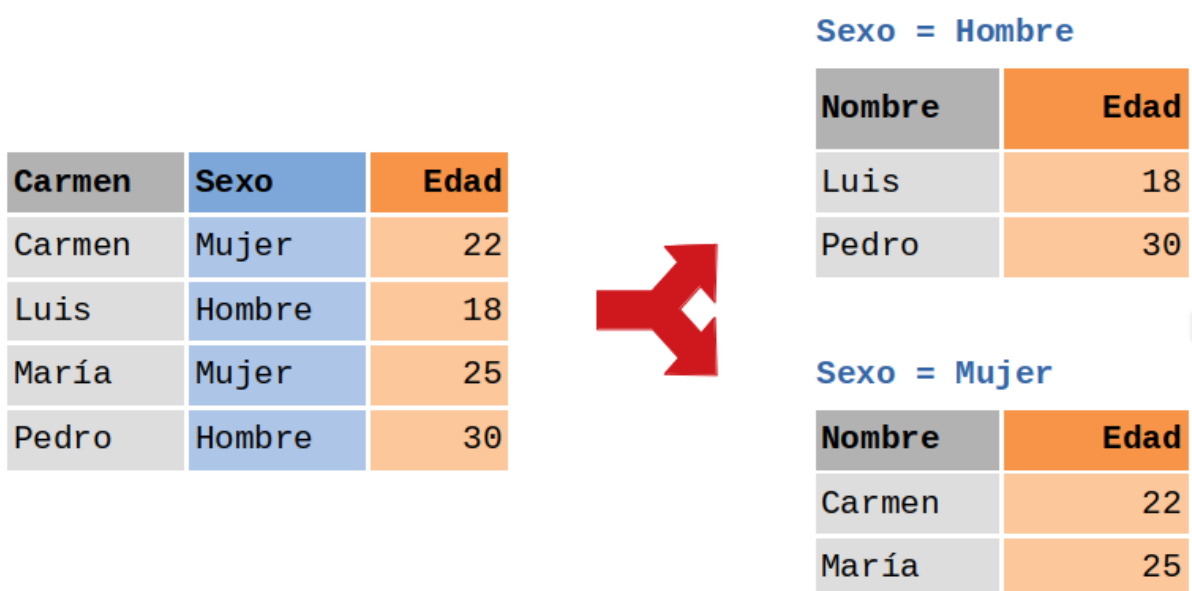 Carmen Sexo Edad
Carmen Mujer 22
Luis Hombre 18
María Mujer 25
Pedro Hombre 30
Sexo = Hombre
Nombre Edad
Luis 18
Pedro 30
Sexo = Mujer
Nombre Edad
Carmen 22
María 25